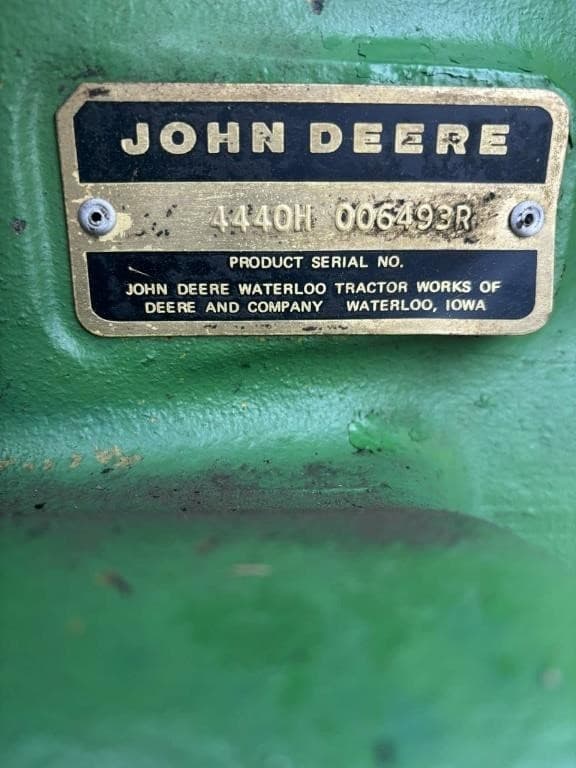 JOHN DEERE
4440H 006493R
PRODUCT SERIAL NO.
JOHN DEERE WATERLOO TRACTOR WORKS OF
DEERE AND COMPANY WATERLOO, IOWA